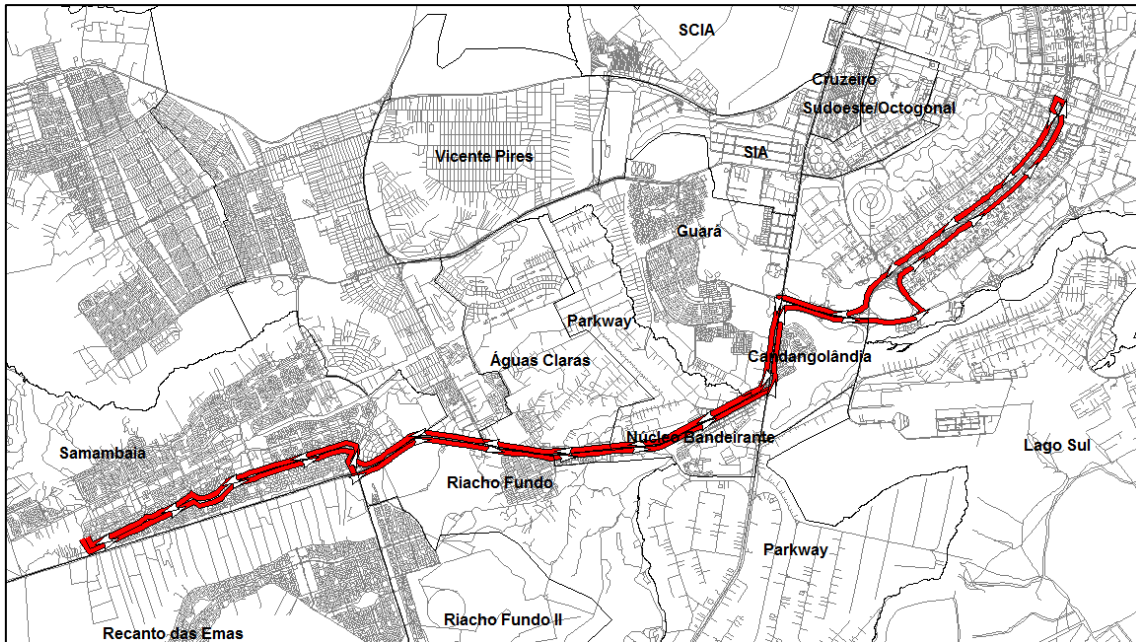 SCIA
Cruzeiro
Sudoeste/Octogonal
Vicente Pires
SIA
Guará
Parkway
Águas Claras
Candangolândia
Núcleo Bandeirante
Samambaia
Lago Sul
Riacho Fundo
Parkway
Riacho Fundo II
Recanto das Emas